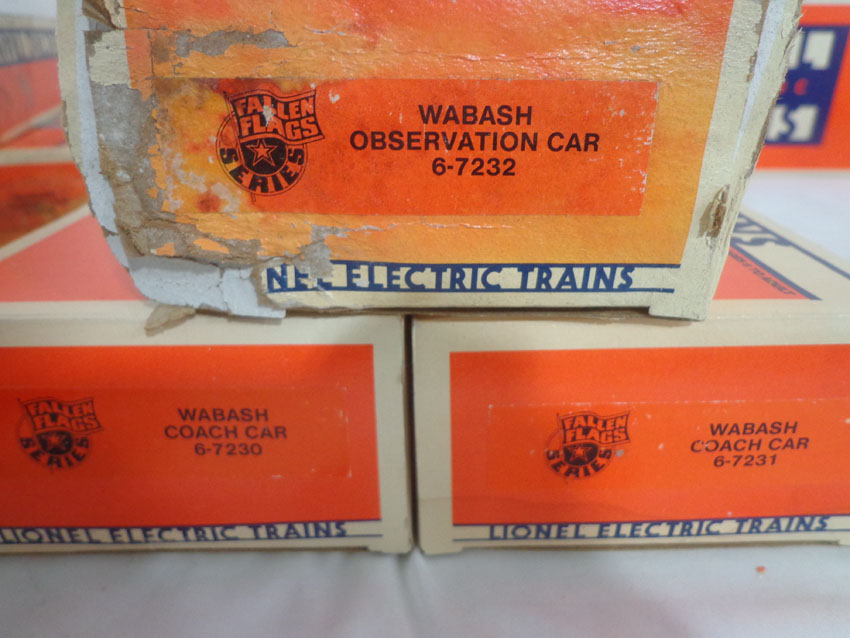 FALLEN
FLAGS
SERIES
WABASH
OBSERVATION CAR
6-7232
NEL ELECTRIC TRAINS
FALLEN
FLAGS
SERIES
WABASH
COACH CAR
6-7230
LIONEL ELECTRIC TRAINS
FALLEN
FLAGS
SERIES
WABASH
COACH CAR
6-7231
LIONEL ELECTRIC TRAINS